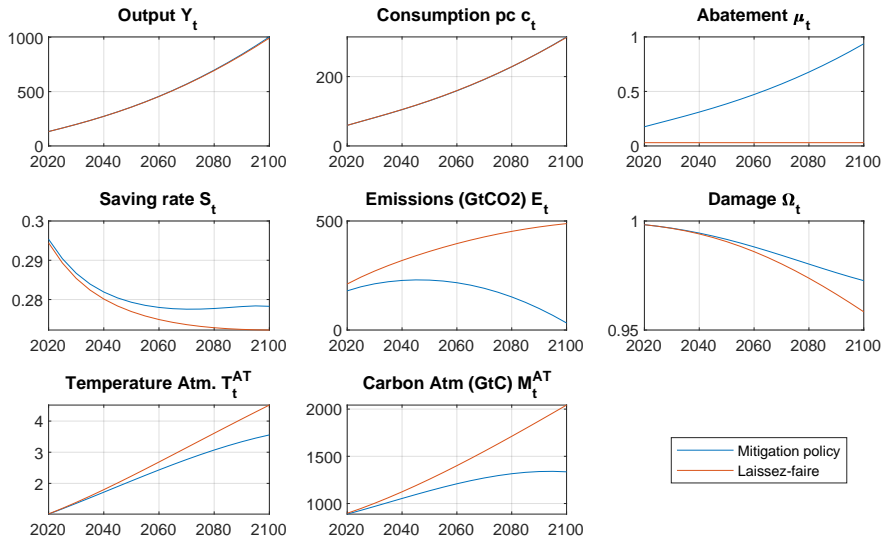 Output Y_t
1000
500
0
2020 2040 2060 2080 2100
Consumption pc c_t
200
0
2020 2040 2060 2080 2100
Abatement μ_t
1
0.5
0
2020 2040 2060 2080 2100
Saving rate S_t
0.3
0.29
0.28
2020 2040 2060 2080 2100
Emissions (GtCO2) E_t
500
0
2020 2040 2060 2080 2100
Damage Ω_t
1
0.95
2020 2040 2060 2080 2100
Temperature Atm. T_t^AT
4
3
2
2020 2040 2060 2080 2100
Carbon Atm (GtC) M_t^AT
2000
1500
1000
2020 2040 2060 2080 2100
Mitigation policy
Laissez-faire